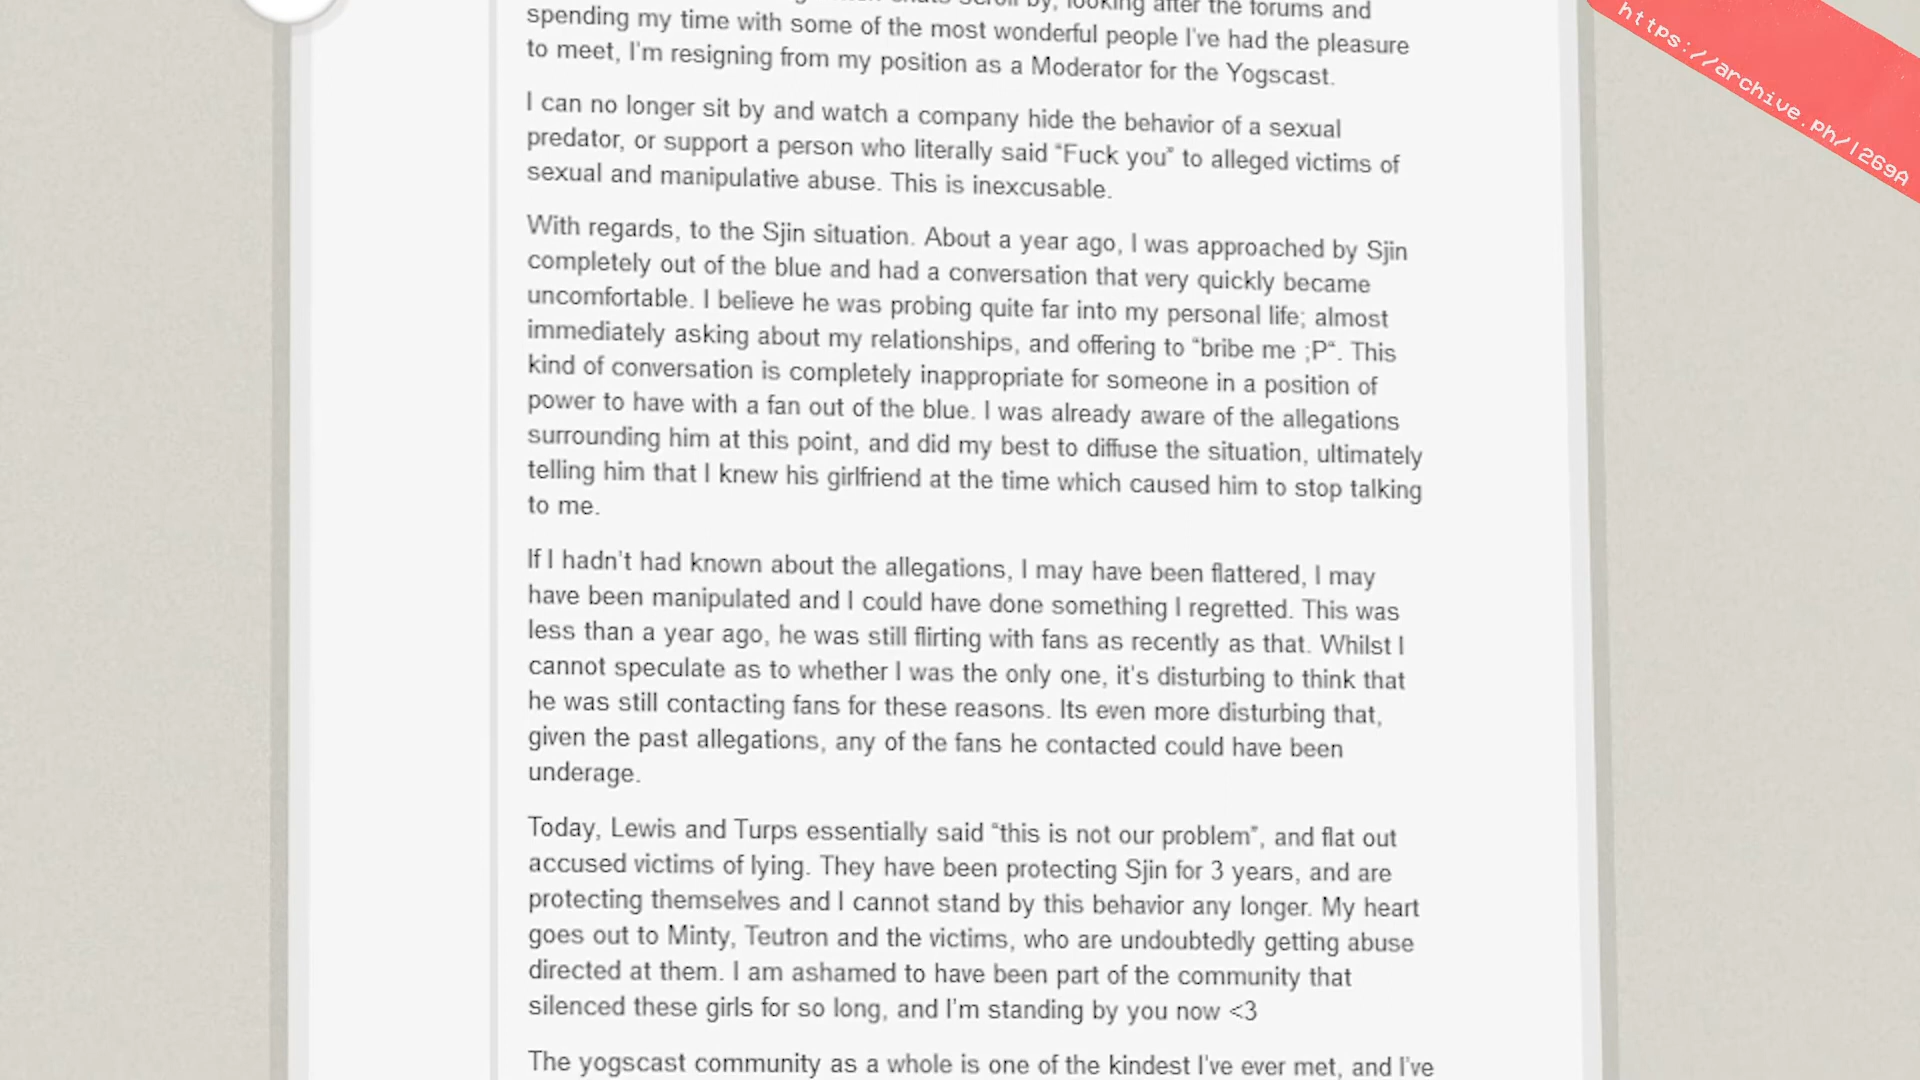 looking after the forums and
spending my time with some of the most wonderful people I've had the pleasure
to meet, I'm resigning from my position as a Moderator for the Yogscast.
I can no longer sit by and watch a company hide the behavior of a sexual
predator, or support a person who literally said “Fuck you” to alleged victims of
sexual and manipulative abuse. This is inexcusable.
With regards, to the Sjin situation. About a year ago, I was approached by Sjin
completely out of the blue and had a conversation that very quickly became
uncomfortable. I believe he was probing quite far into my personal life; almost
immediately asking about my relationships, and offering to “bribe me ;P“. This
kind of conversation is completely inappropriate for someone in a position of
power to have with a fan out of the blue. I was already aware of the allegations
surrounding him at this point, and did my best to diffuse the situation, ultimately
telling him that I knew his girlfriend at the time which caused him to stop talking
to me.
If I hadn't had known about the allegations, I may have been flattered, I may
have been manipulated and I could have done something I regretted. This was
less than a year ago, he was still flirting with fans as recently as that. Whilst I
cannot speculate as to whether I was the only one, it's disturbing to think that
he was still contacting fans for these reasons. Its even more disturbing that,
given the past allegations, any of the fans he contacted could have been
underage.
Today, Lewis and Turps essentially said “this is not our problem”, and flat out
accused victims of lying. They have been protecting Sjin for 3 years, and are
protecting themselves and I cannot stand by this behavior any longer. My heart
goes out to Minty, Teutron and the victims, who are undoubtedly getting abuse
directed at them. I am ashamed to have been part of the community that
silenced these girls for so long, and I'm standing by you now <3
The yogscast community as a whole is one of the kindest I've ever met, and I've
https://archive.ph/1269A